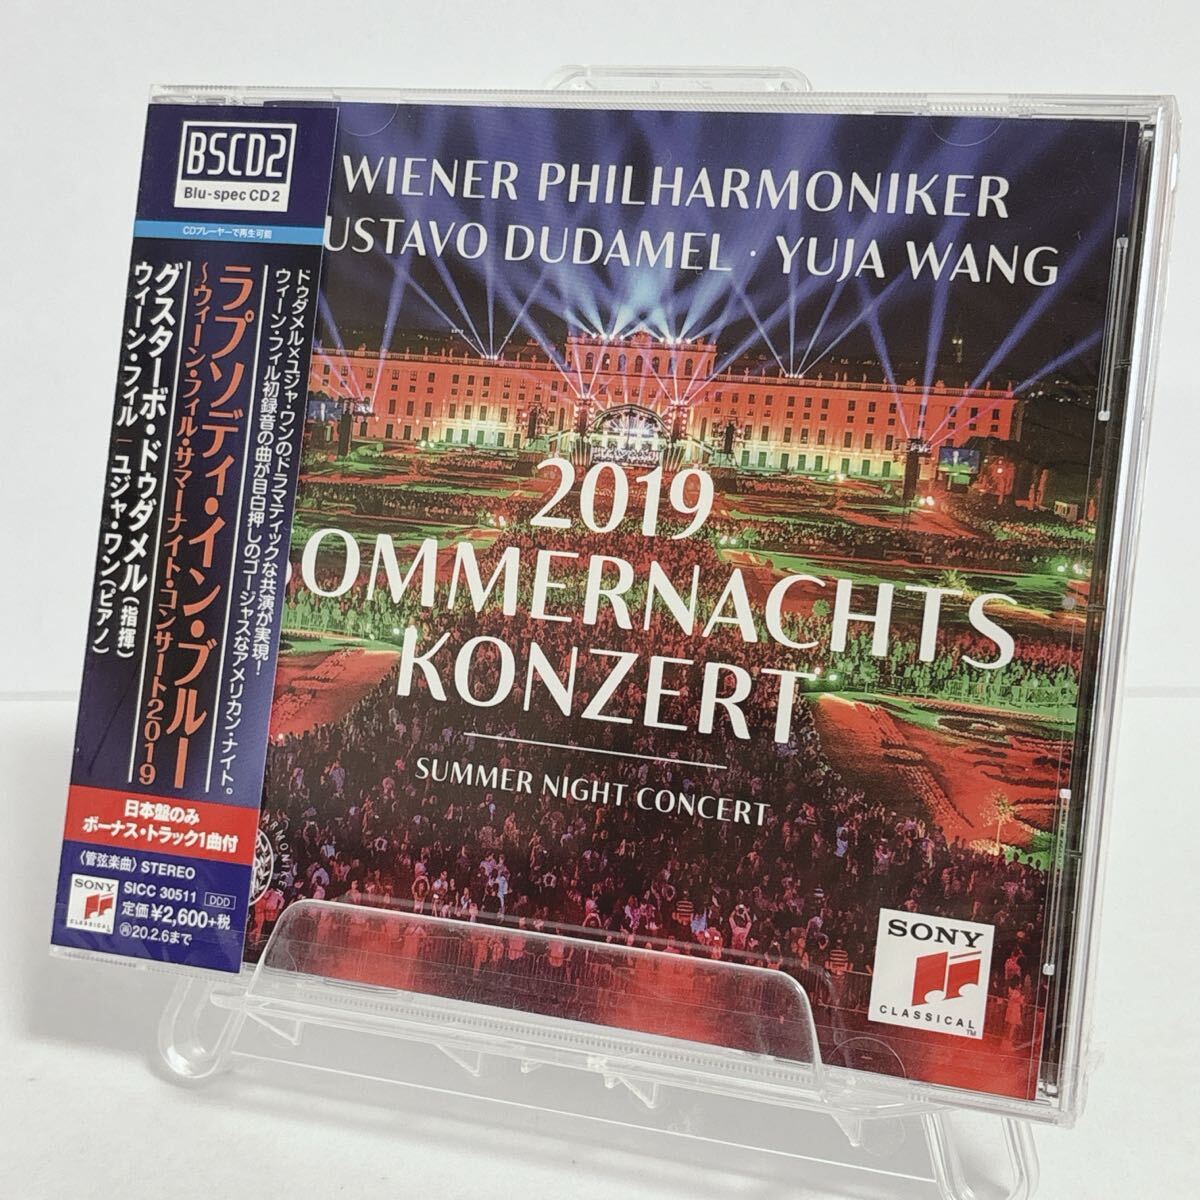 BSCD2
Blu-spec CD2
CDプレーヤーで再生可能
ドゥダメル×ユジャ・ワンのドラマティックな共演が実現!
ウィーン・フィル初録音の曲が目白押しのゴージャスなアメリカン・ナイト。
ラプソディ・イン・ブルー
～ウィーン・フィル・サマーナイト・コンサート2019
グスターボ・ドゥダメル(指揮)
ウィーン・フィル ユジャ・ワン(ピアノ)
日本盤のみ
ボーナス・トラック1曲付
〈管弦楽曲〉STEREO
SONY
CLASSICAL
SICC 30511 DDD
定価¥2,600+税
再20.2.6まで
WIENER PHILHARMONIKER
USTAVO DUDAMEL · YUJA WANG
2019
OMMERNACHTS
KONZERT
SUMMER NIGHT CONCERT
ARMONIKER
SONY
CLASSICAL
TM